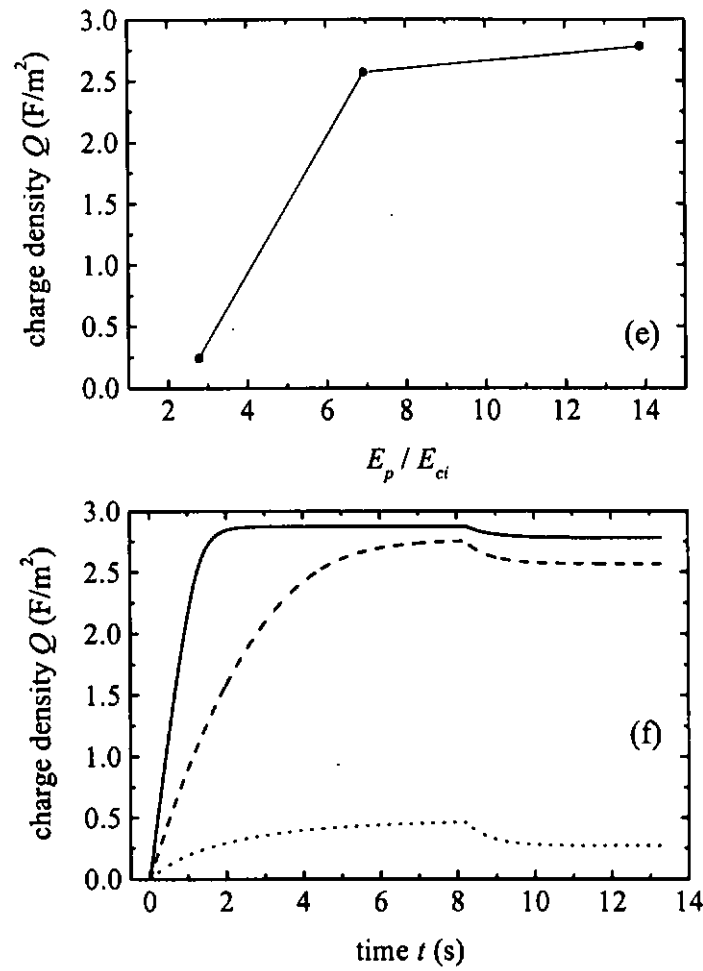 3.0
2.5
2.0
1.5
1.0
0.5
0.0
charge density Q (F/m²)
(e)
2 4 6 8 10 12 14
E_p / E_ci
3.0
2.5
2.0
1.5
1.0
0.5
0.0
charge density Q (F/m²)
(f)
0 2 4 6 8 10 12 14
time t (s)